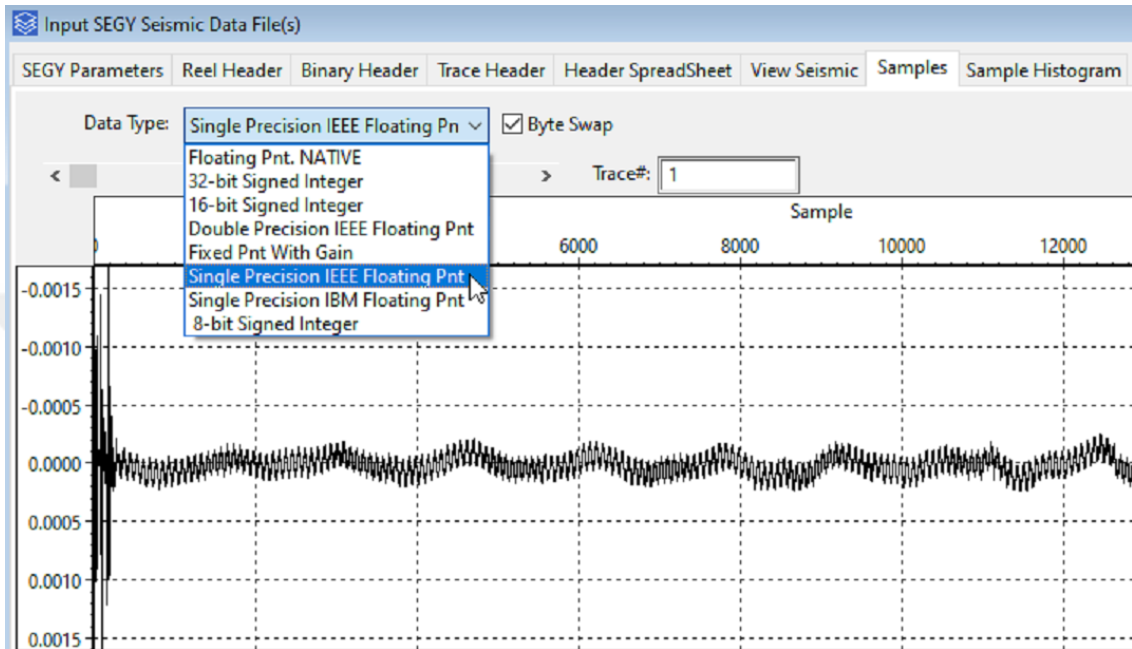 Input SEGY Seismic Data File(s)
SEGY Parameters Reel Header Binary Header Trace Header Header SpreadSheet View Seismic Samples Sample Histogram
Data Type: Single Precision IEEE Floating Pn Byte Swap
Floating Pnt. NATIVE
32-bit Signed Integer
16-bit Signed Integer
Double Precision IEEE Floating Pnt
Fixed Pnt With Gain
Single Precision IEEE Floating Pnt
Single Precision IBM Floating Pnt
8-bit Signed Integer
Trace#: 1
Sample
0 6000 8000 10000 12000
-0.0015
-0.0010
-0.0005
0.0000
0.0005
0.0010
0.0015